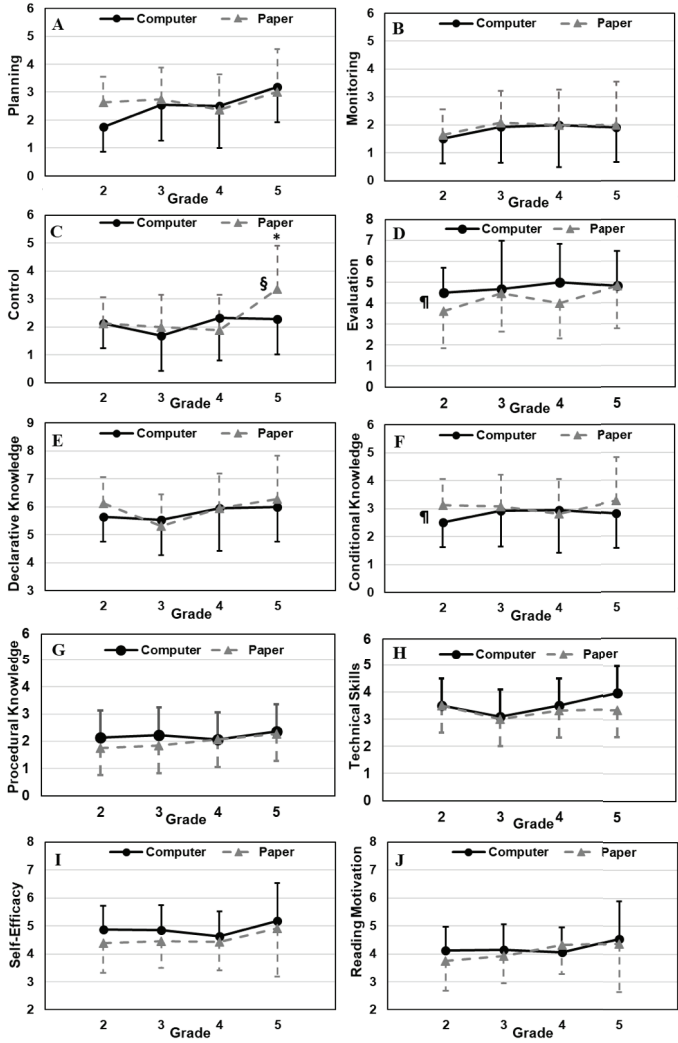 A
Computer
Paper
Planning
6
5
4
3
2
1
0
2
3
4
5
Grade
B
Computer
Paper
Monitoring
6
5
4
3
2
1
0
2
3
4
5
Grade
C
Computer
Paper
*
§
Control
6
5
4
3
2
1
0
2
3
4
5
Grade
D
Computer
Paper
¶
Evaluation
8
7
6
5
4
3
2
1
0
2
3
4
5
Grade
E
Computer
Paper
Declarative Knowledge
9
8
7
6
5
4
3
2
3
4
5
Grade
F
Computer
Paper
¶
Conditional Knowledge
6
5
4
3
2
1
0
2
3
4
5
Grade
G
Computer
Paper
Procedural Knowledge
6
5
4
3
2
1
0
2
3
4
5
Grade
H
Computer
Paper
Technical Skills
6
5
4
3
2
1
0
2
3
4
5
Grade
I
Computer
Paper
Self-Efficacy
8
7
6
5
4
3
2
2
3
4
5
Grade
J
Computer
Paper
Reading Motivation
8
7
6
5
4
3
2
2
3
4
5
Grade